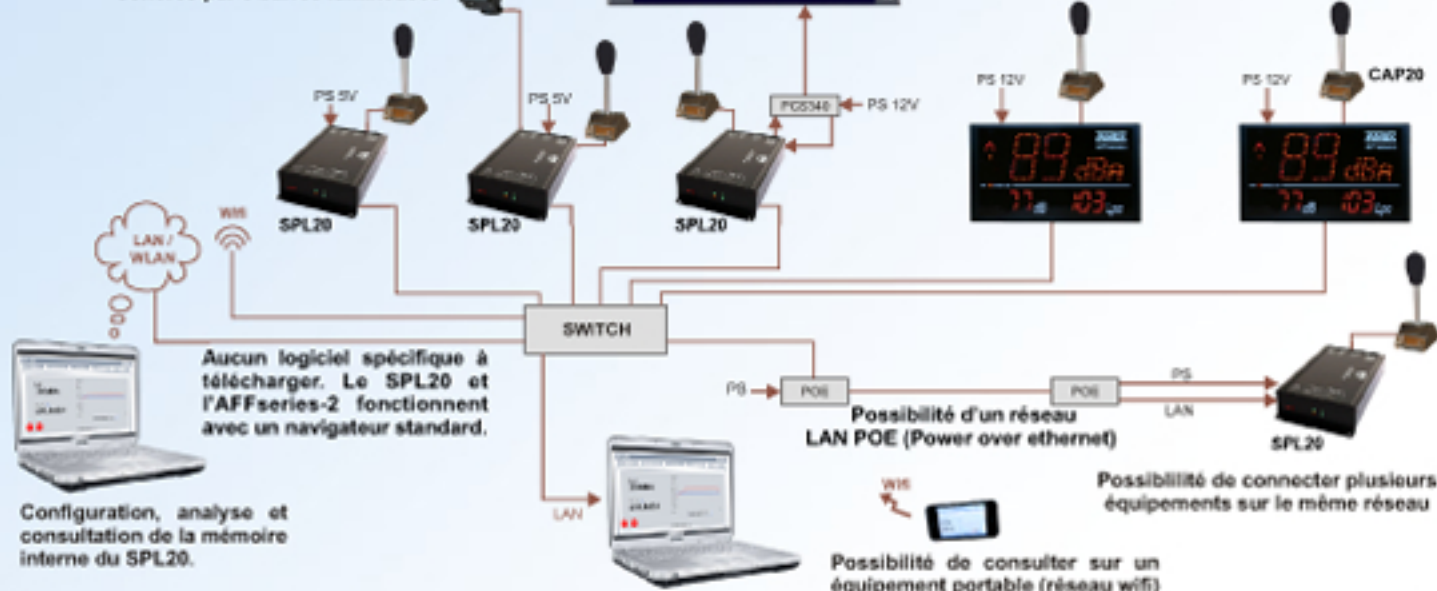 PS 5V
PS 5V
PCS340
PS 12V
PS 12V
PS 12V
CAP20
89 dBA
77 dB 103 Lpc
89 dBA
77 dB 103 Lpc
SPL20
SPL20
SPL20
Wifi
LAN /
WLAN
SWITCH
Aucun logiciel spécifique à
télécharger. Le SPL20 et
l'AFFseries-2 fonctionnent
avec un navigateur standard.
PS
POE
POE
PS
LAN
Possibilité d'un réseau
LAN POE (Power over ethernet)
SPL20
Possiblilité de connecter plusieurs
équipements sur le même réseau
Configuration, analyse et
consultation de la mémoire
interne du SPL20.
LAN
Wifi
Possibilité de consulter sur un
équipement portable (réseau wifi)